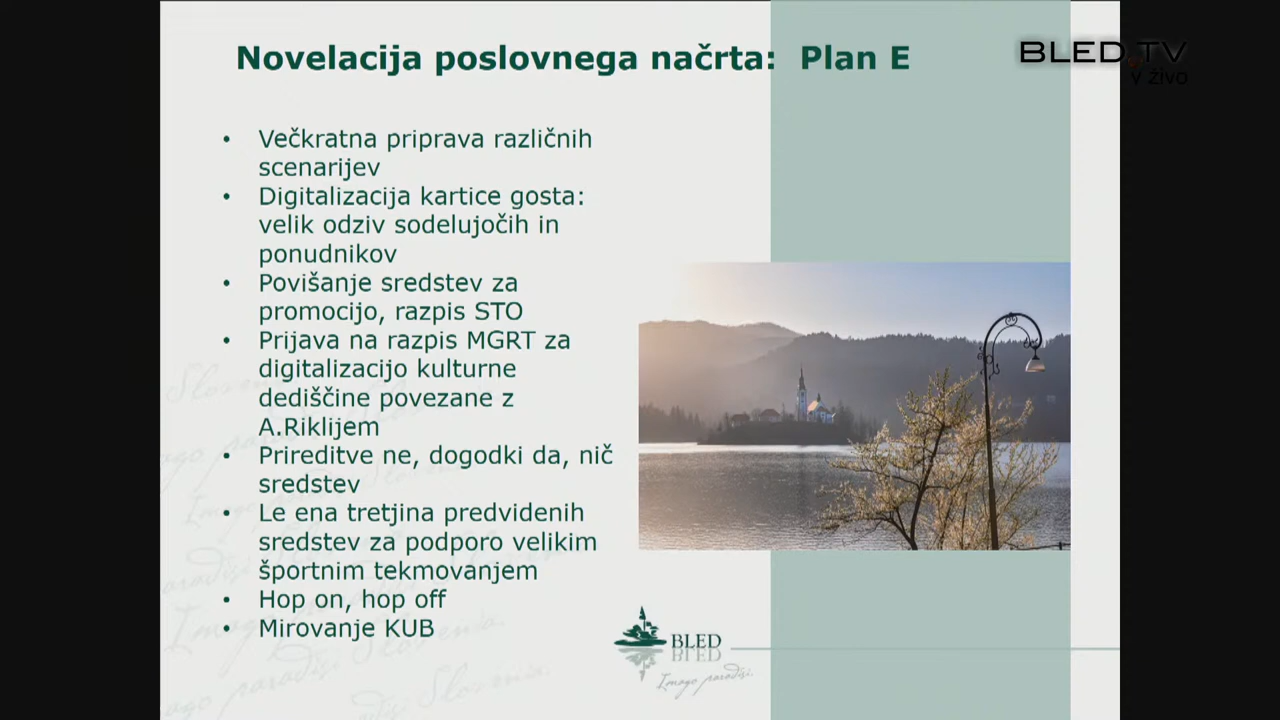 Novelacija poslovnega načrta: Plan E
BLED.TV
v živo
• Večkratna priprava različnih
scenarijev
• Digitalizacija kartice gosta:
velik odziv sodelujočih in
ponudnikov
• Povišanje sredstev za
promocijo, razpis STO
• Prijava na razpis MGRT za
digitalizacijo kulturne
dediščine povezane z
A.Riklijem
• Prireditve ne, dogodki da, nič
sredstev
• Le ena tretjina predvidenih
sredstev za podporo velikim
športnim tekmovanjem
• Hop on, hop off
• Mirovanje KUB
BLED
Imago paradisi.